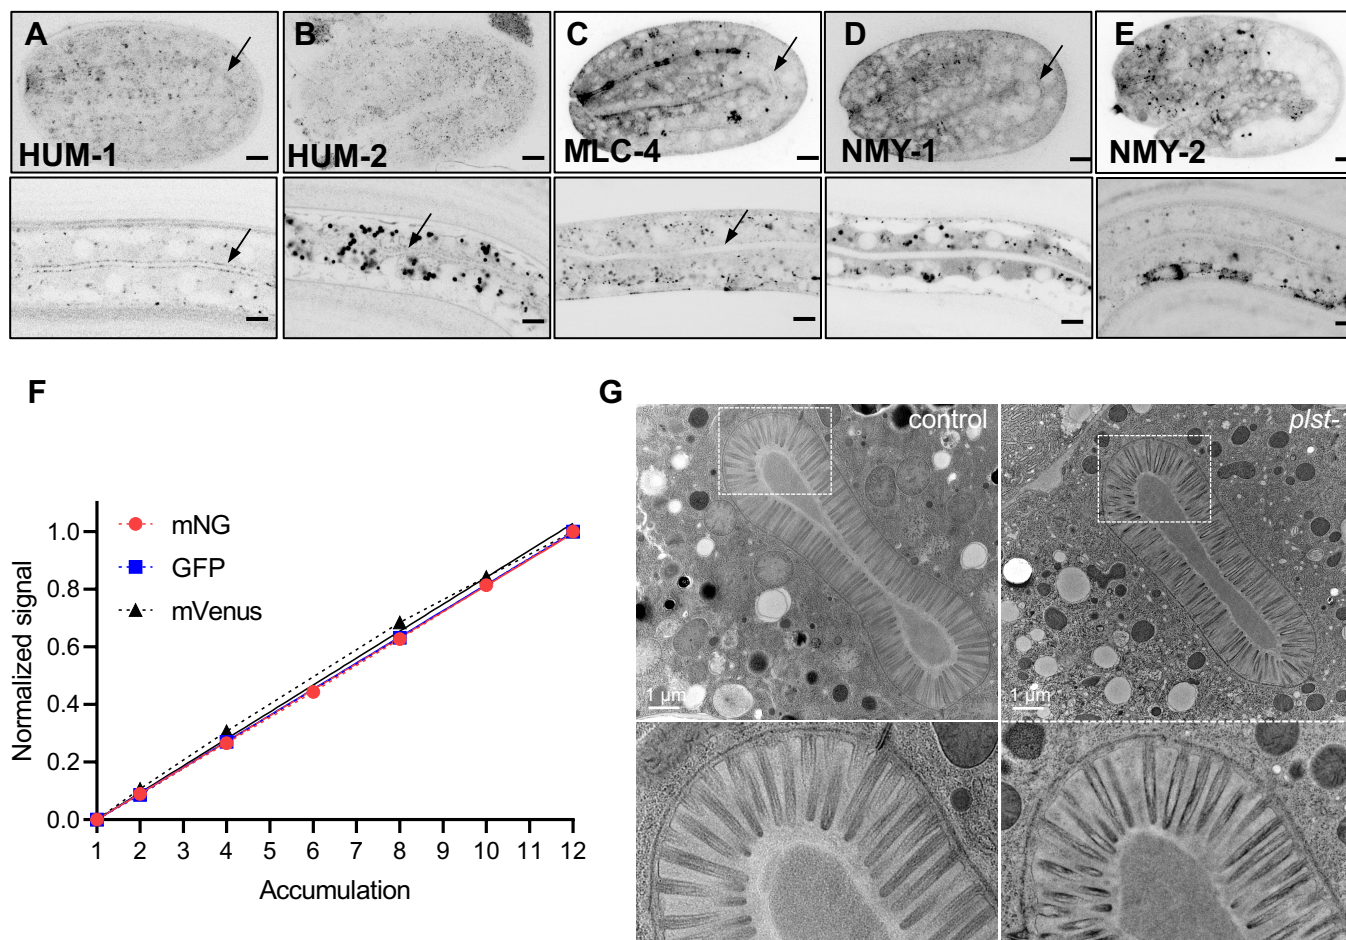 A
B
C
D
E
HUM-1
HUM-2
MLC-4
NMY-1
NMY-2
F
G
mNG
GFP
mVenus
Normalized signal
1.0
0.8
0.6
0.4
0.2
0.0
1 2 3 4 5 6 7 8 9 10 11 12
Accumulation
control
plst-
1 µm
1 µm